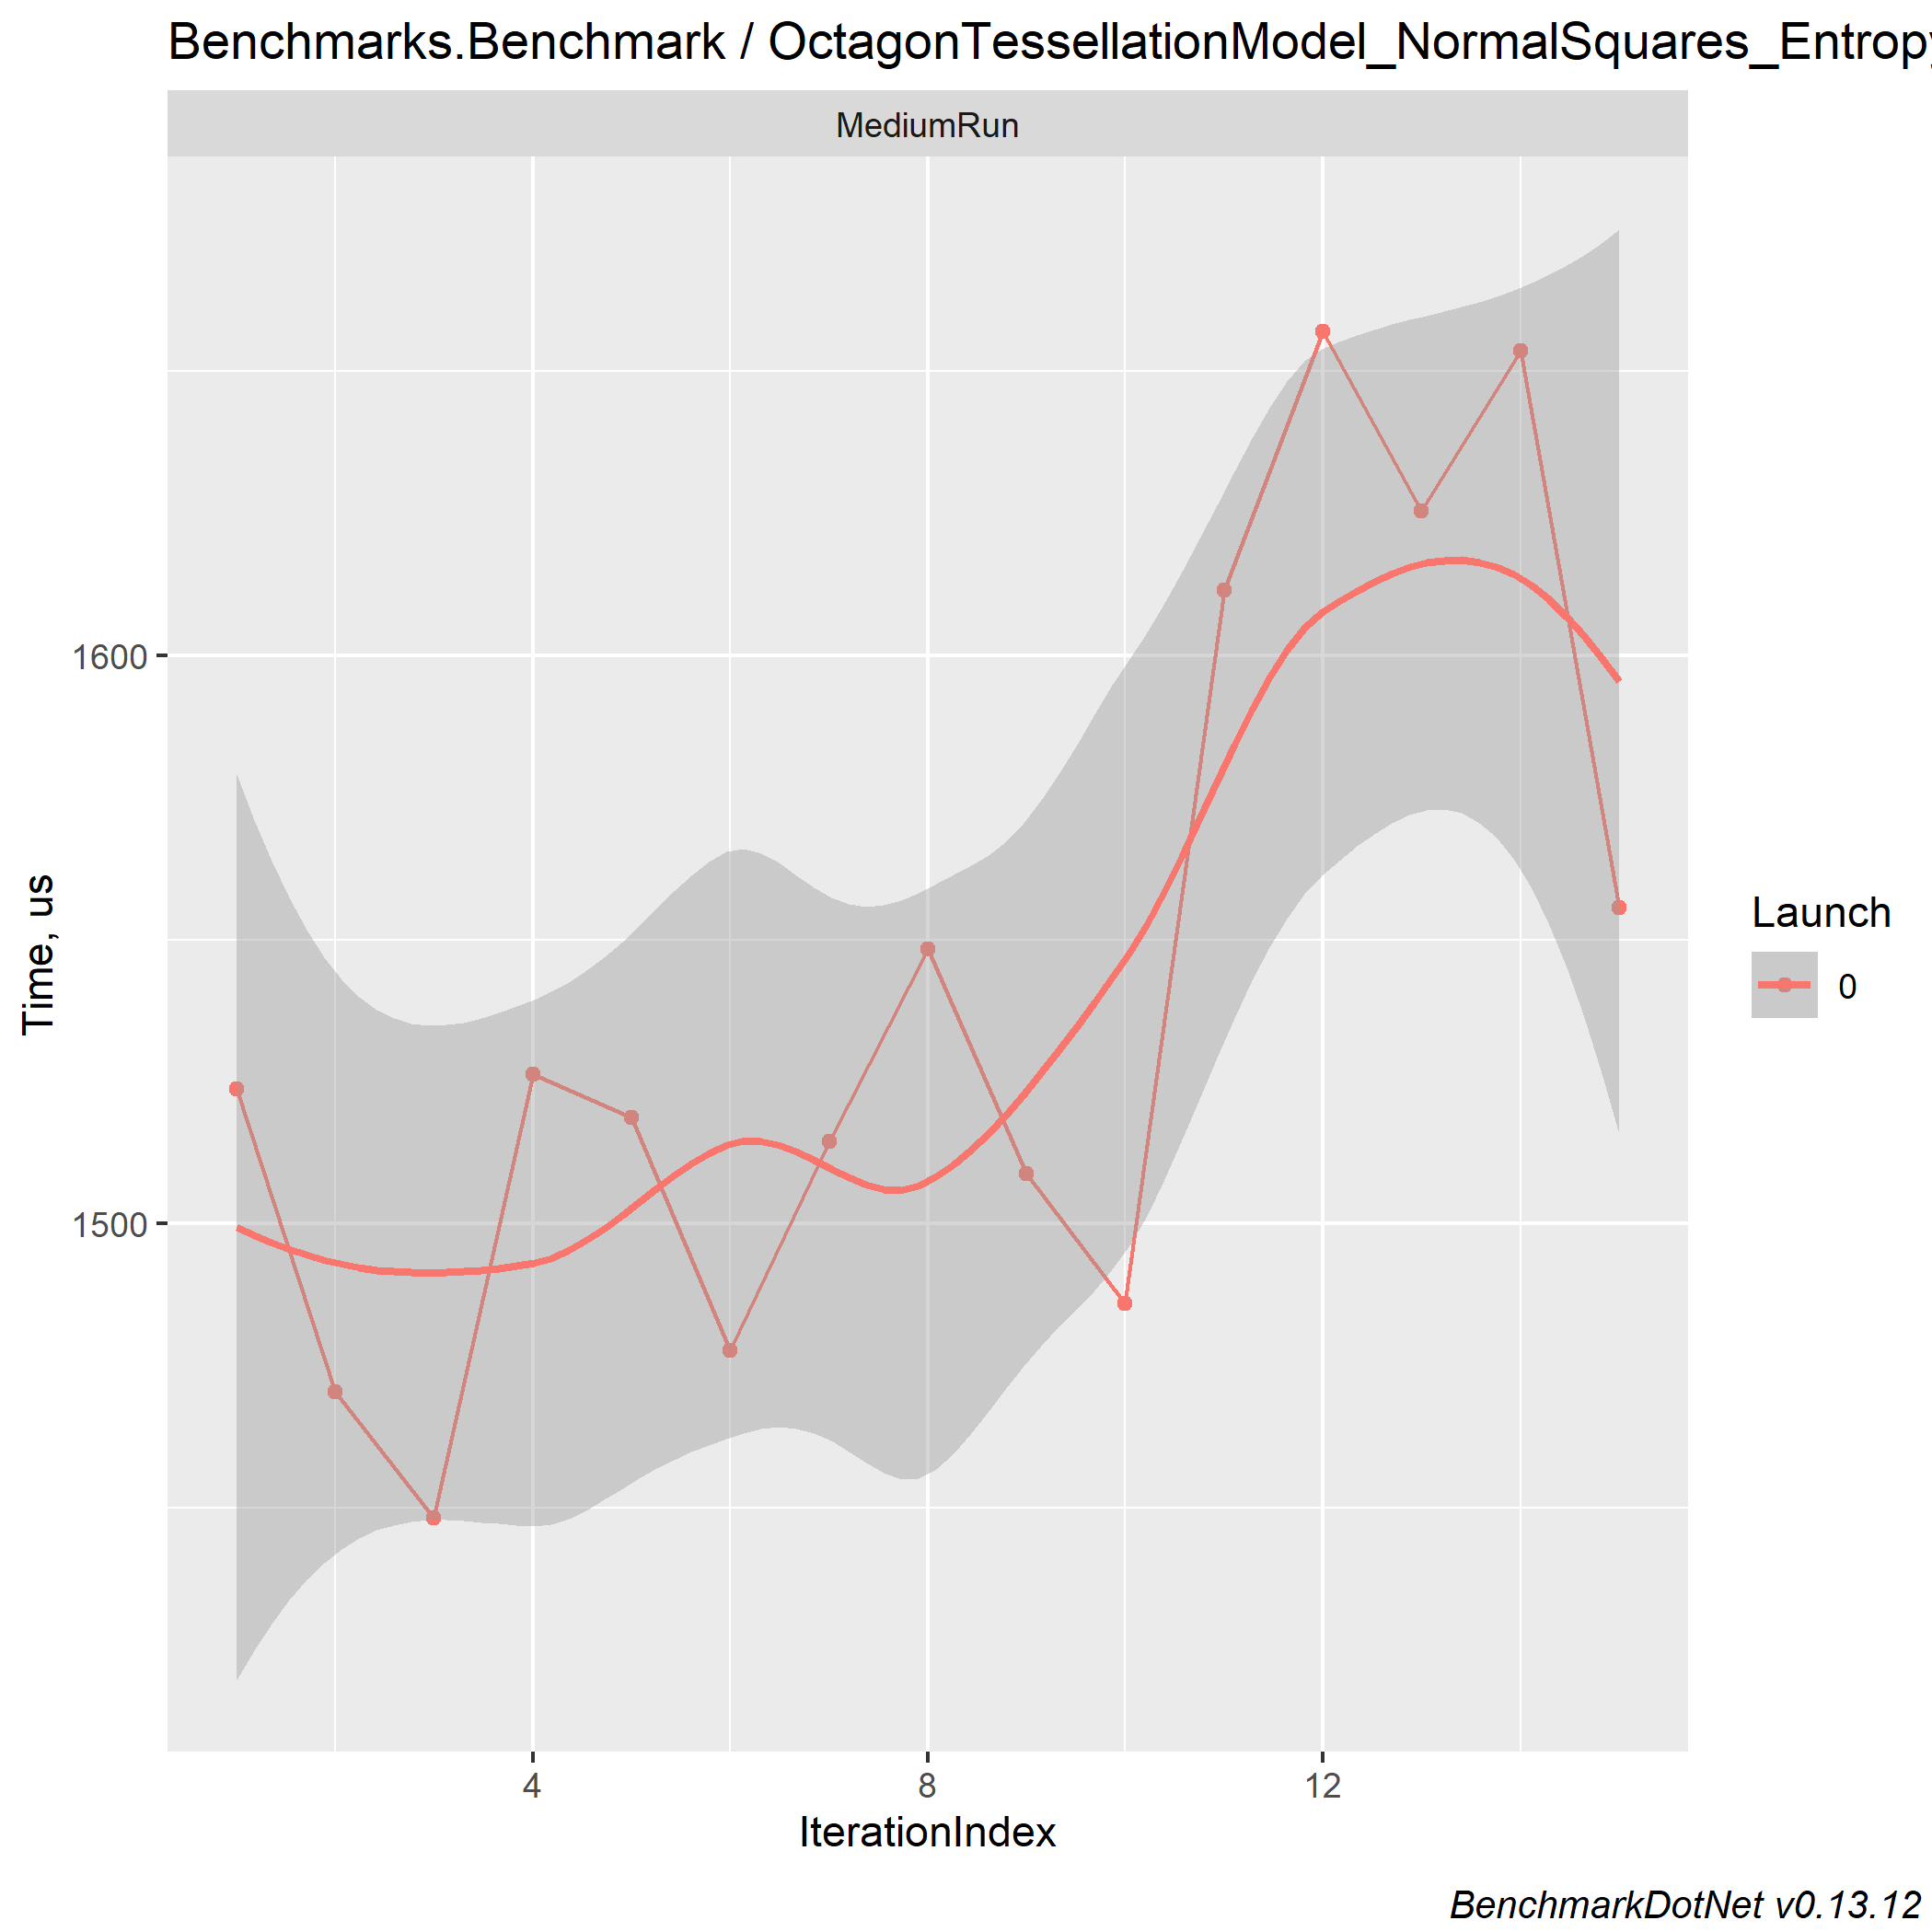 Benchmarks.Benchmark / OctagonTessellationModel_NormalSquares_Entropy
MediumRun
1600
1500
Time, us
4
8
12
IterationIndex
Launch
0
BenchmarkDotNet v0.13.12